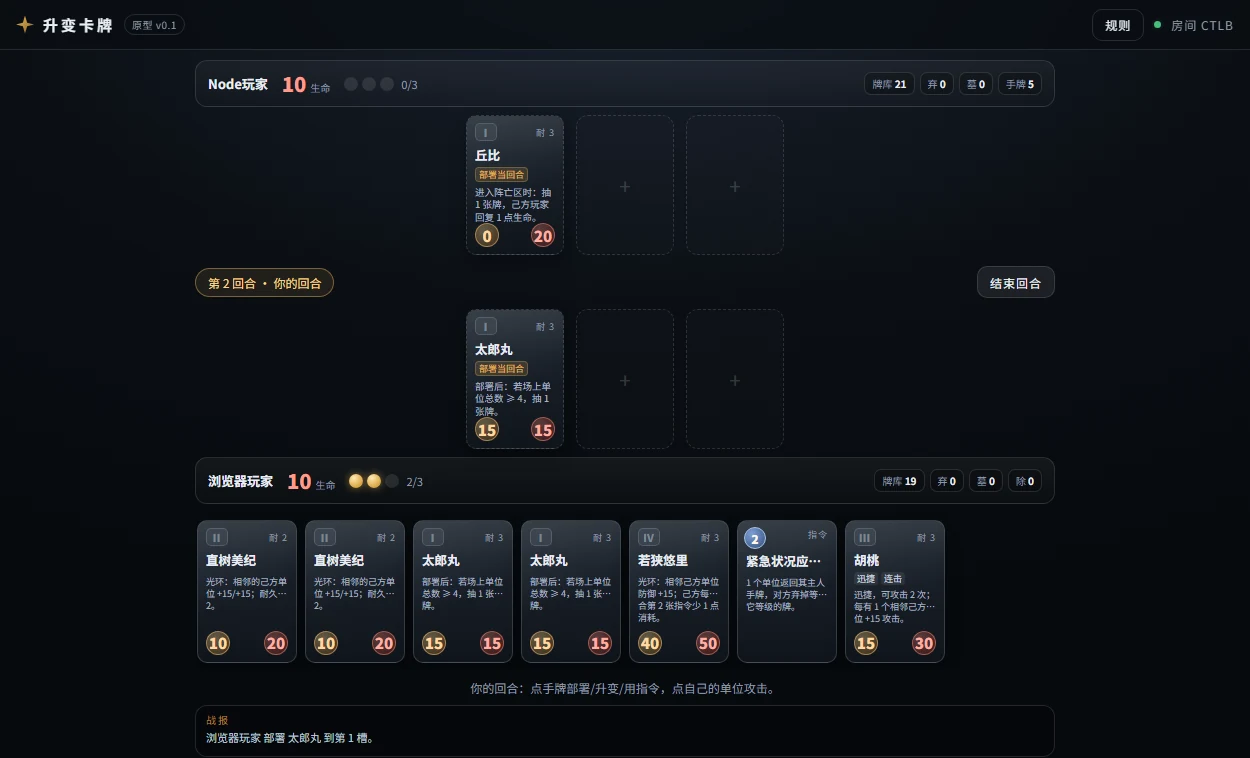 升变卡牌 原型 v0.1 规则 房间 CTLB
Node玩家 10 生命 0/3 牌库 21 弃 0 墓 0 手牌 5
I 耐 3
丘比
部署当回合
进入阵亡区时：抽
1 张牌，己方玩家
回复 1 点生命。
0 20
+ +
第 2 回合 · 你的回合 结束回合
I 耐 3
太郎丸
部署当回合
部署后：若场上单
位总数 ≥ 4，抽 1
张牌。
15 15
+ +
浏览器玩家 10 生命 2/3 牌库 19 弃 0 墓 0 除 0
II 耐 2
直树美纪
光环：相邻的己方单
位 +15/+15；耐久…
2。
10 20
II 耐 2
直树美纪
光环：相邻的己方单
位 +15/+15；耐久…
2。
10 20
I 耐 3
太郎丸
部署后：若场上单位
总数 ≥ 4，抽 1 张…
牌。
15 15
I 耐 3
太郎丸
部署后：若场上单位
总数 ≥ 4，抽 1 张…
牌。
15 15
IV 耐 3
若狭悠里
光环：相邻己方单位
防御 +15；己方每…
合第 2 张指令少 1 点
消耗。
40 50
2 指令
紧急状况应…
1 个单位返回其主人
手牌，对方弃掉等…
它等级的牌。
III 耐 3
胡桃
迅捷 连击
迅捷，可攻击 2 次；
每有 1 个相邻己方…
位 +15 攻击。
15 30
你的回合：点手牌部署/升变/用指令，点自己的单位攻击。
战报
浏览器玩家 部署 太郎丸 到第 1 槽。